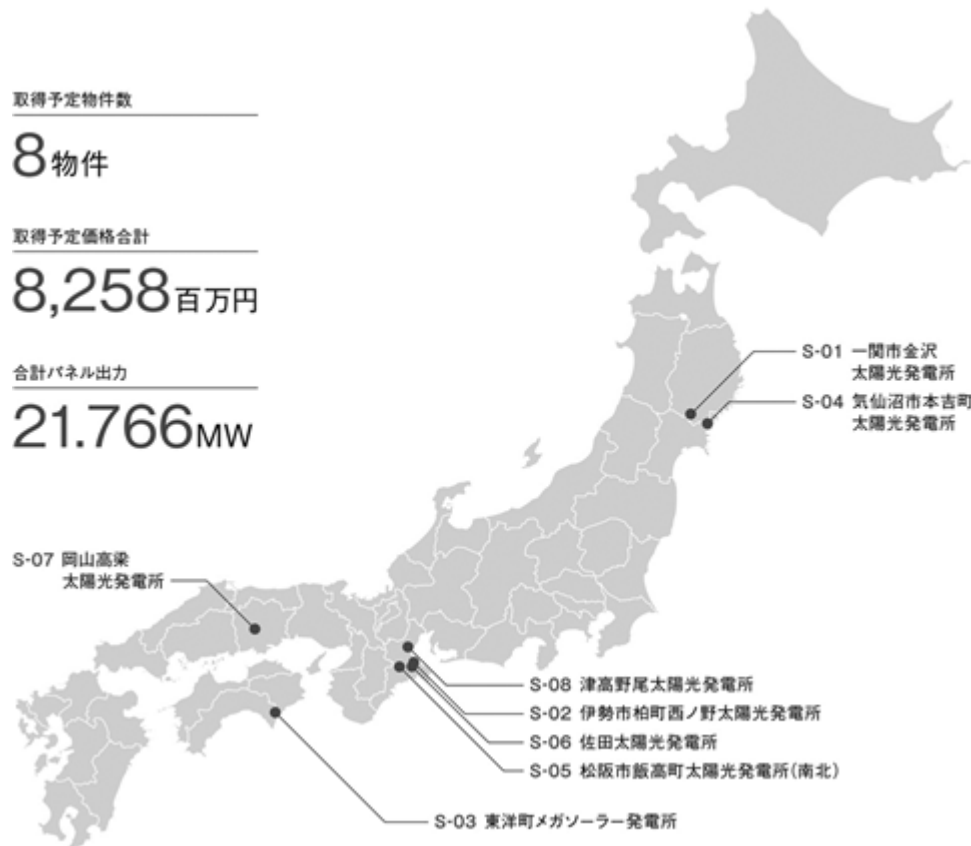 取得予定物件数
8物件
取得予定価格合計
8,258百万円
合計パネル出力
21.766MW
S-01 一関市金沢
太陽光発電所
S-04 気仙沼市本吉町
太陽光発電所
S-07 岡山高梁
太陽光発電所
S-08 津高野尾太陽光発電所
S-02 伊勢市柏町西ノ野太陽光発電所
S-06 佐田太陽光発電所
S-05 松阪市飯高町太陽光発電所(南北)
S-03 東洋町メガソーラー発電所